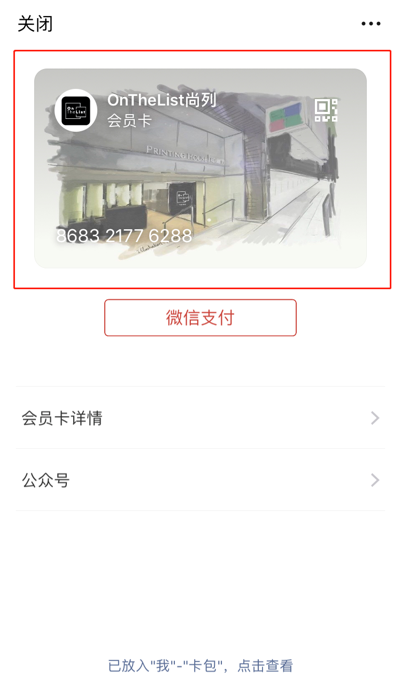 关闭
OnTheList尚列
会员卡
8683 2177 6288
微信支付
会员卡详情
公众号
已放入"我"-"卡包"，点击查看